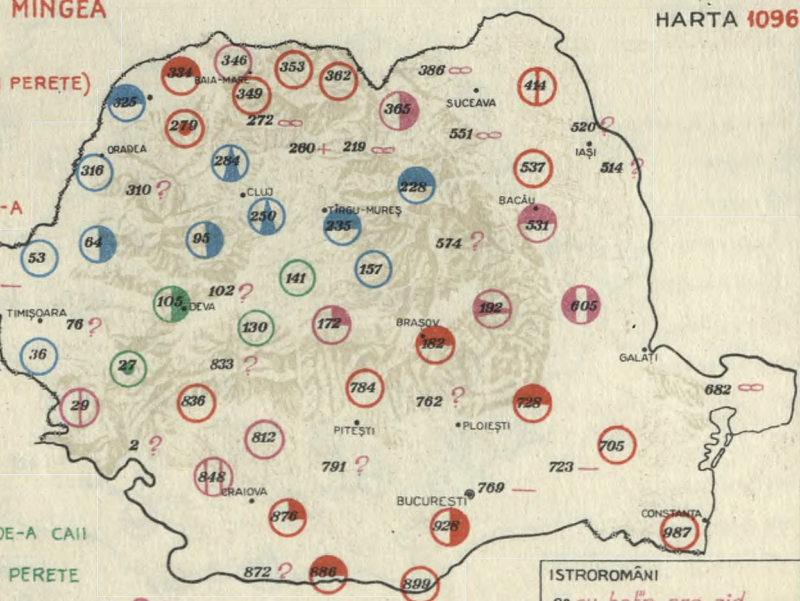 MINGEA
HARTA 1096
PERETE)
334
346
353
362
386 ∞
BAIA-MARE
325
349
365
SUCEAVA
414
279
272 ∞
551 ∞
520 ?
ORADEA
260 + 219 ∞
IAȘI
316
284
537
514 ?
310 ?
CLUJ
228
-A
250
TÎRGU-MUREȘ
BACĂU
235
531
53
64
95
574 ?
141
157
105
102 ?
DEVA
192
605
TIMIȘOARA
76 ?
130
172
BRAȘOV
182
36
27
833 ?
GALAȚI
29
836
784
762 ?
728
682 ∞
PITEȘTI
PLOIEȘTI
2 ?
812
705
848
791 ?
723 —
CRAIOVA
769 —
BUCUREȘTI
876
928
CONSTANȚA
987
DE-A CAII
PERETE
872 ?
886
899
ISTROROMÂNI